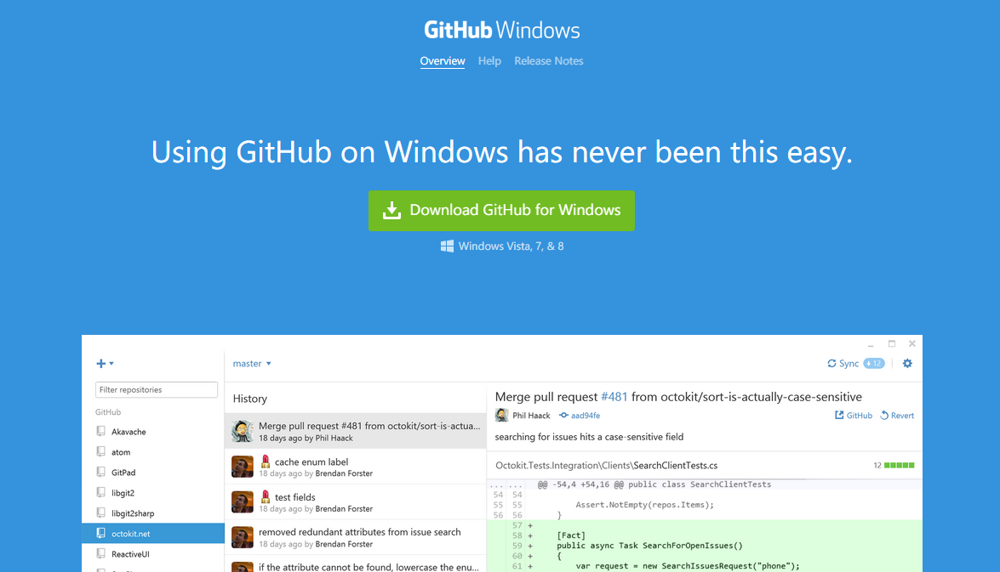 GitHub Windows
Overview Help Release Notes
Using GitHub on Windows has never been this easy.
Download GitHub for Windows
Windows Vista, 7, & 8
master
Sync 12
Filter repositories
GitHub
Akavache
atom
GitPad
libgit2
libgit2sharp
octokit.net
ReactiveUI
History
Merge pull request #481 from octokit/sort-is-actua...
18 days ago by Phil Haack
cache enum label
18 days ago by Brendan Forster
test fields
18 days ago by Brendan Forster
removed redundant attributes from issue search
18 days ago by Brendan Forster
if the attribute cannot be found, lowercase the enu...
Merge pull request #481 from octokit/sort-is-actually-case-sensitive
Phil Haack aad94fe GitHub Revert
searching for issues hits a case-sensitive field
Octokit.Tests.Integration\Clients\SearchClientTests.cs 12
... ... @@ -54,4 +54,16 @@ public class SearchClientTests
54 54
55 55 Assert.NotEmpty(repos.Items);
56 56 }
57 +
58 + [Fact]
59 + public async Task SearchForOpenIssues()
60 + {
61 + var request = new SearchIssuesRequest("phone");